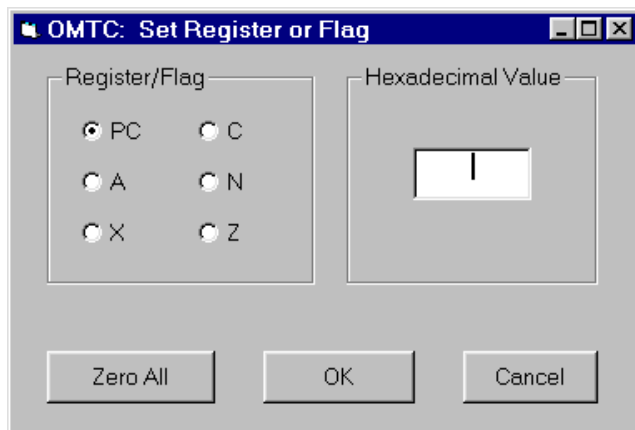 OMTC: Set Register or Flag
Register/Flag
Hexadecimal Value
PC C
A N
X Z
Zero All OK Cancel